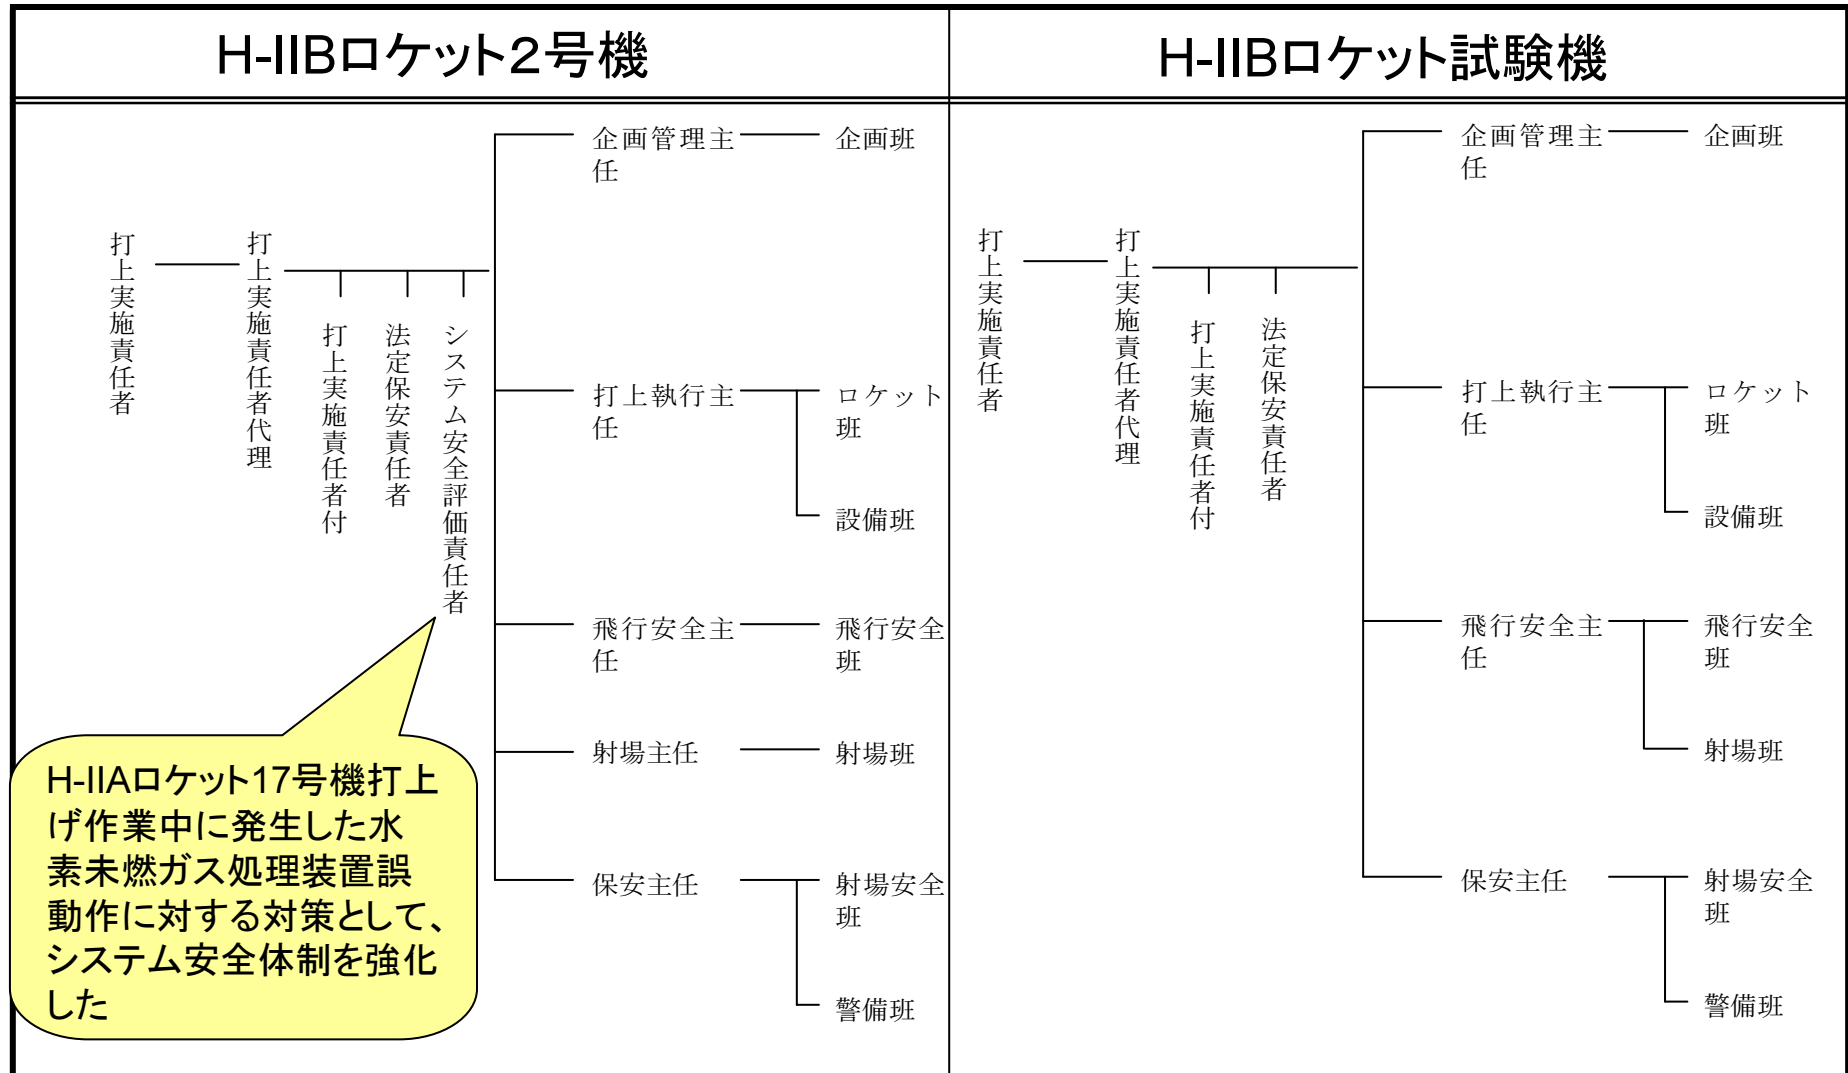 H-IIBロケット２号機
企画管理主
任
企画班
打上実施責任者
打上実施責任者代理
打上実施責任者付
法定保安責任者
システム安全評価責任者
打上執行主
任
ロケット
班
設備班
飛行安全主
任
飛行安全
班
射場主任
射場班
保安主任
射場安全
班
警備班
H-IIAロケット17号機打上
げ作業中に発生した水
素未燃ガス処理装置誤
動作に対する対策として、
システム安全体制を強化
した
H-IIBロケット試験機
企画管理主
任
企画班
打上実施責任者
打上実施責任者代理
打上実施責任者付
法定保安責任者
打上執行主
任
ロケット
班
設備班
飛行安全主
任
飛行安全
班
射場班
保安主任
射場安全
班
警備班